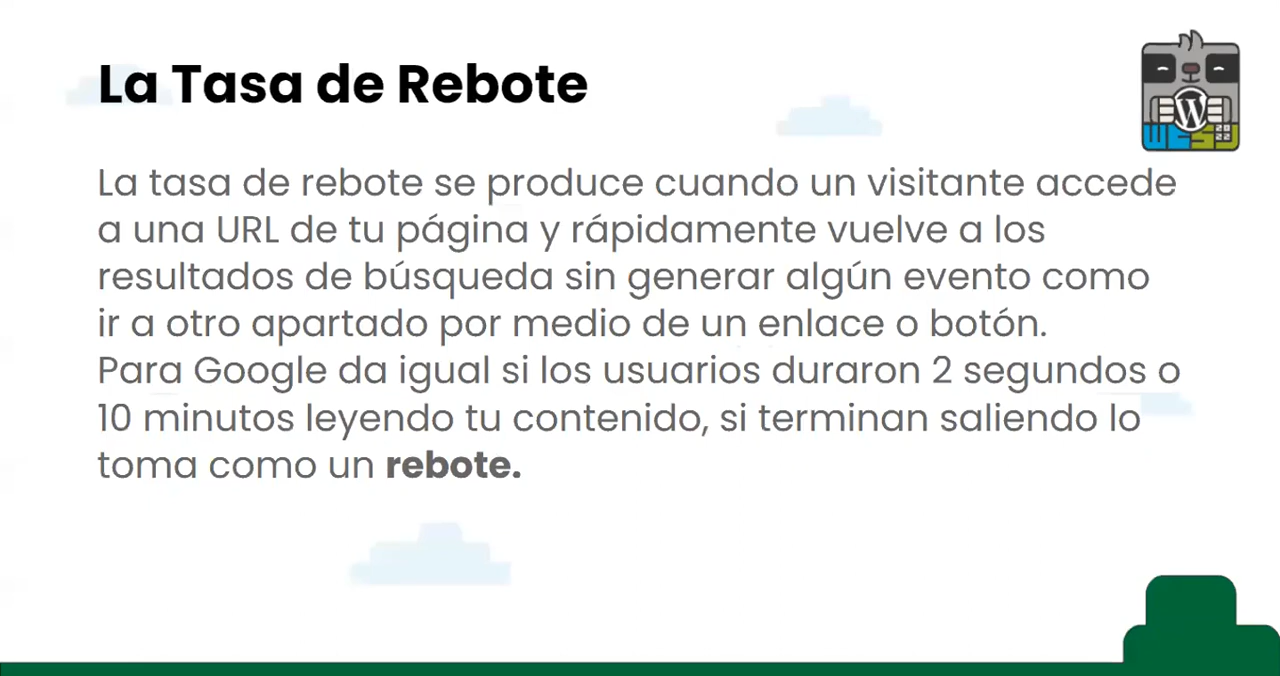 La Tasa de Rebote
La tasa de rebote se produce cuando un visitante accede
a una URL de tu página y rápidamente vuelve a los
resultados de búsqueda sin generar algún evento como
ir a otro apartado por medio de un enlace o botón.
Para Google da igual si los usuarios duraron 2 segundos o
10 minutos leyendo tu contenido, si terminan saliendo lo
toma como un rebote.